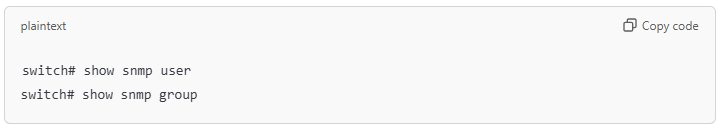 plaintext
Copy code
switch# show snmp user
switch# show snmp group